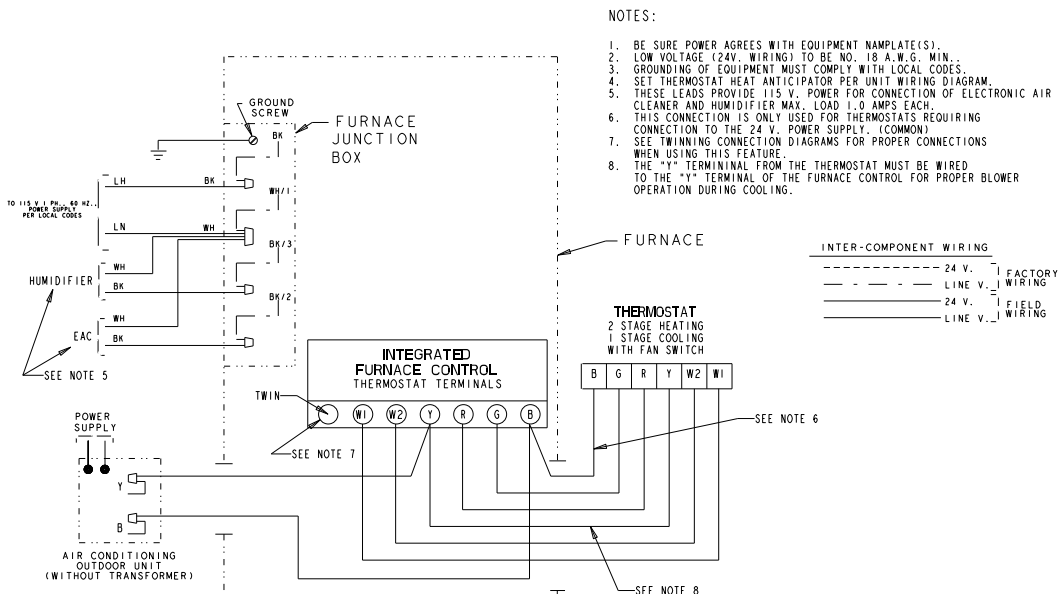 NOTES:
1. BE SURE POWER AGREES WITH EQUIPMENT NAMPLATE(S).
2. LOW VOLTAGE (24V. WIRING) TO BE NO. 18 A.W.G. MIN..
3. GROUNDING OF EQUIPMENT MUST COMPLY WITH LOCAL CODES.
4. SET THERMOSTAT HEAT ANTICIPATOR PER UNIT WIRING DIAGRAM.
5. THESE LEADS PROVIDE 115 V. POWER FOR CONNECTION OF ELECTRONIC AIR
CLEANER AND HUMIDIFIER MAX. LOAD 1.0 AMPS EACH.
6. THIS CONNECTION IS ONLY USED FOR THERMOSTATS REQUIRING
CONNECTION TO THE 24 V. POWER SUPPLY. (COMMON)
7. SEE TWINNING CONNECTION DIAGRAMS FOR PROPER CONNECTIONS
WHEN USING THIS FEATURE.
8. THE "Y" TERMININAL FROM THE THERMOSTAT MUST BE WIRED
TO THE "Y" TERMINAL OF THE FURNACE CONTROL FOR PROPER BLOWER
OPERATION DURING COOLING.
GROUND
SCREW
FURNACE
JUNCTION
BOX
BK
LH
BK
WH/1
TO 115 V 1 PH., 60 HZ.,
POWER SUPPLY
PER LOCAL CODES
LN
WH
BK/3
HUMIDIFIER
WH
BK
BK/2
EAC
WH
BK
SEE NOTE 5
FURNACE
INTER-COMPONENT WIRING
24 V.
LINE V.
FACTORY
WIRING
24 V.
LINE V.
FIELD
WIRING
THERMOSTAT
2 STAGE HEATING
1 STAGE COOLING
WITH FAN SWITCH
B G R Y W2 W1
INTEGRATED
FURNACE CONTROL
THERMOSTAT TERMINALS
TWIN
W1 W2 Y R G B
SEE NOTE 7
SEE NOTE 6
POWER
SUPPLY
Y
B
AIR CONDITIONING
OUTDOOR UNIT
(WITHOUT TRANSFORMER)
SEE NOTE 8